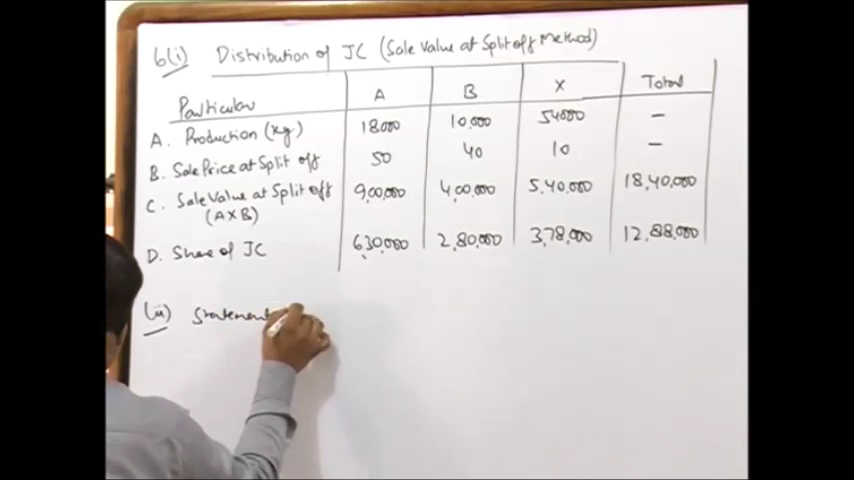 6(i) Distribution of JC (Sale Value at Split off Method)
Particular A B X Total
A. Production (kg) 18000 10,000 54000 -
B. Sale Price at Split off 50 40 10 -
C. Sale Value at Split off 9,00,000 4,00,000 5,40,000 18,40,000
(A×B)
D. Share of JC 630,000 2,80,000 3,78,000 12,88,000
(ii) Statement